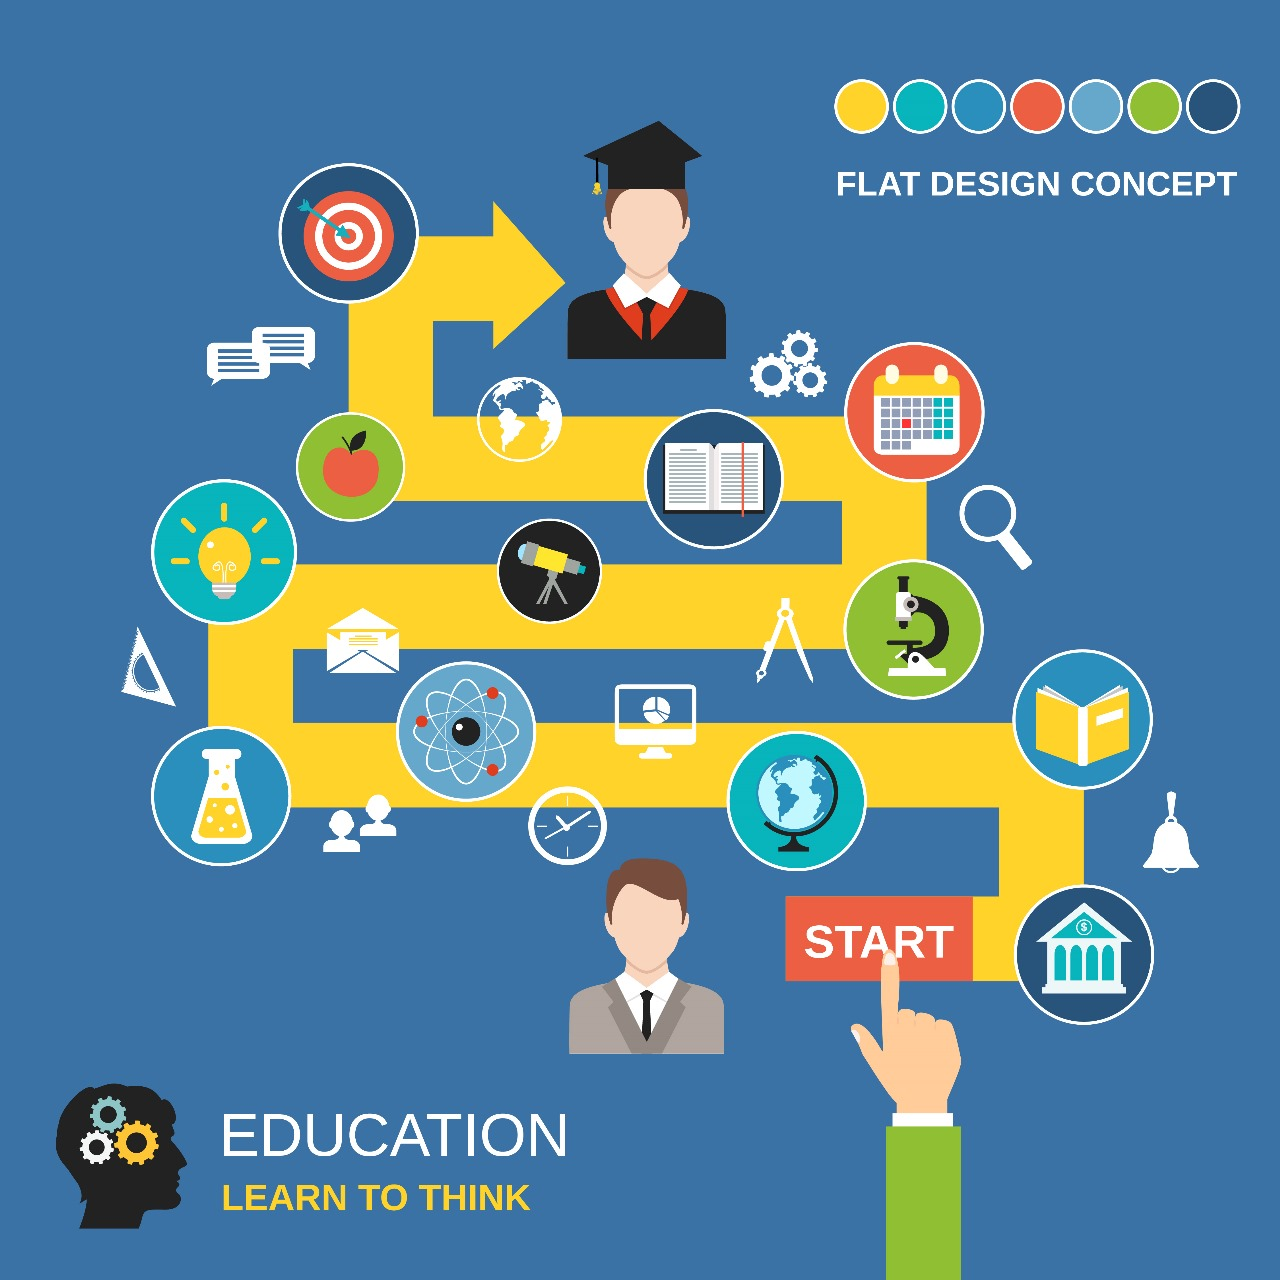 FLAT DESIGN CONCEPT
$
START
EDUCATION
LEARN TO THINK